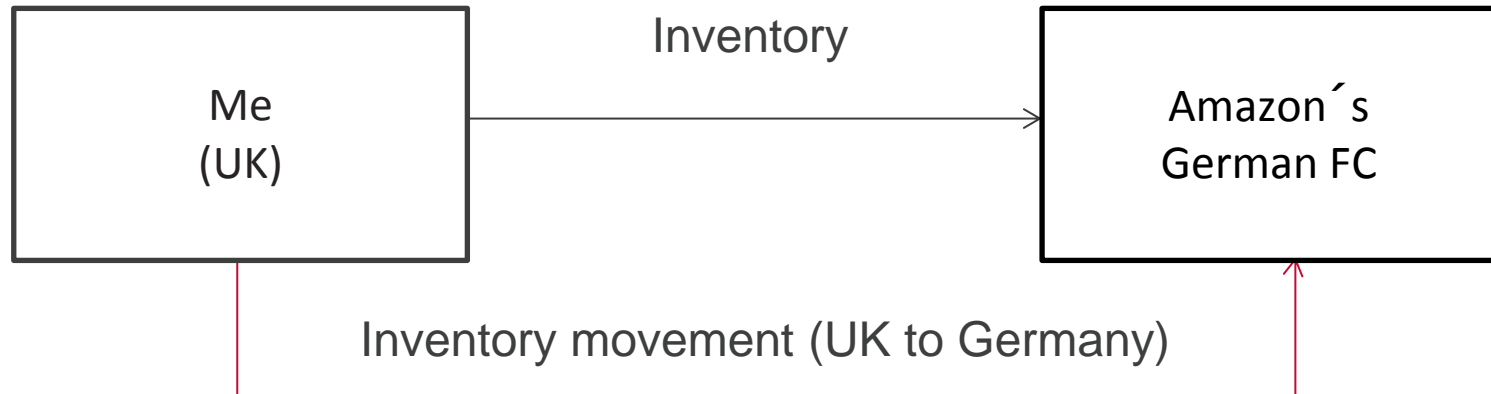 Inventory
Me
(UK)
Amazon´s
German FC
Inventory movement (UK to Germany)